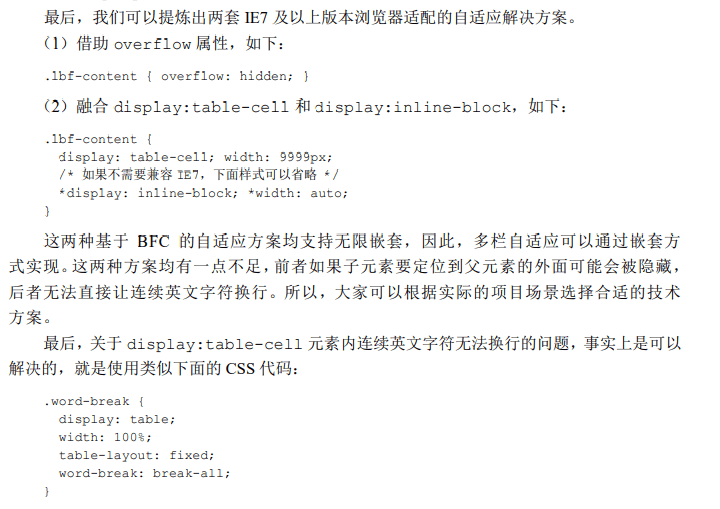 最后，我们可以提炼出两套 IE7 及以上版本浏览器适配的自适应解决方案。
（1）借助 overflow 属性，如下：
.lbf-content { overflow: hidden; }
（2）融合 display:table-cell 和 display:inline-block，如下：
.lbf-content {
display: table-cell; width: 9999px;
/* 如果不需要兼容 IE7，下面样式可以省略 */
*display: inline-block; *width: auto;
}
这两种基于 BFC 的自适应方案均支持无限嵌套，因此，多栏自适应可以通过嵌套方
式实现。这两种方案均有一点不足，前者如果子元素要定位到父元素的外面可能会被隐藏，
后者无法直接让连续英文字符换行。所以，大家可以根据实际的项目场景选择合适的技术
方案。
最后，关于 display:table-cell 元素内连续英文字符无法换行的问题，事实上是可以
解决的，就是使用类似下面的 CSS 代码：
.word-break {
display: table;
width: 100%;
table-layout: fixed;
word-break: break-all;
}